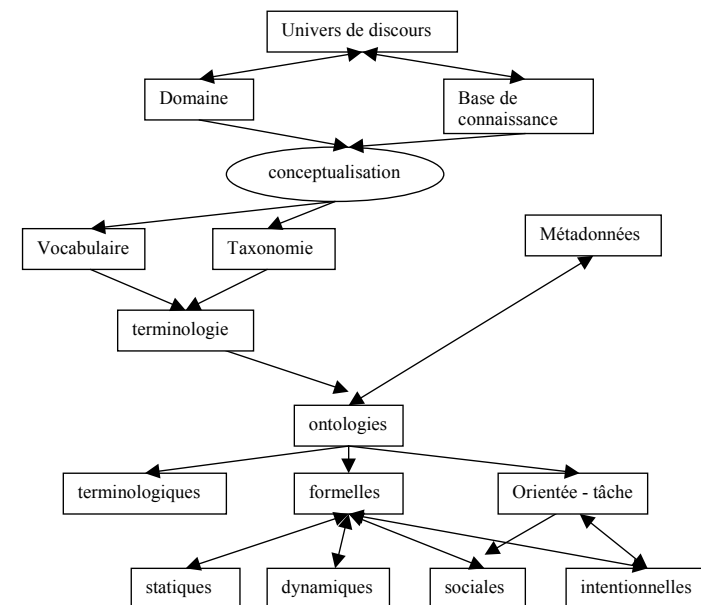 Univers de discours
Domaine
Base de
connaissance
conceptualisation
Vocabulaire
Taxonomie
Métadonnées
terminologie
ontologies
terminologiques
formelles
Orientée - tâche
statiques
dynamiques
sociales
intentionnelles